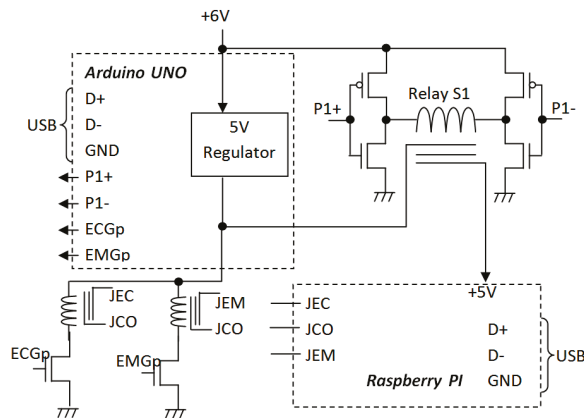 +6V
Arduino UNO
D+
USB
D-
GND
P1+
P1-
ECGp
EMGp
5V
Regulator
Relay S1
P1+
P1-
JEC
JCO
JEM
JCO
ECGp
EMGp
+5V
JEC
JCO
JEM
D+
D-
GND
USB
Raspberry PI